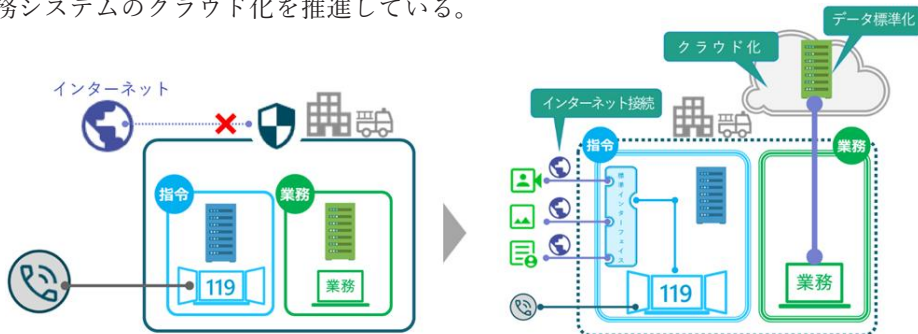 務システムのクラウド化を推進している。
インターネット
指令
業務
119
業務
データ標準化
クラウド化
インターネット接続
指令
業務
標準インターフェイス
119
業務